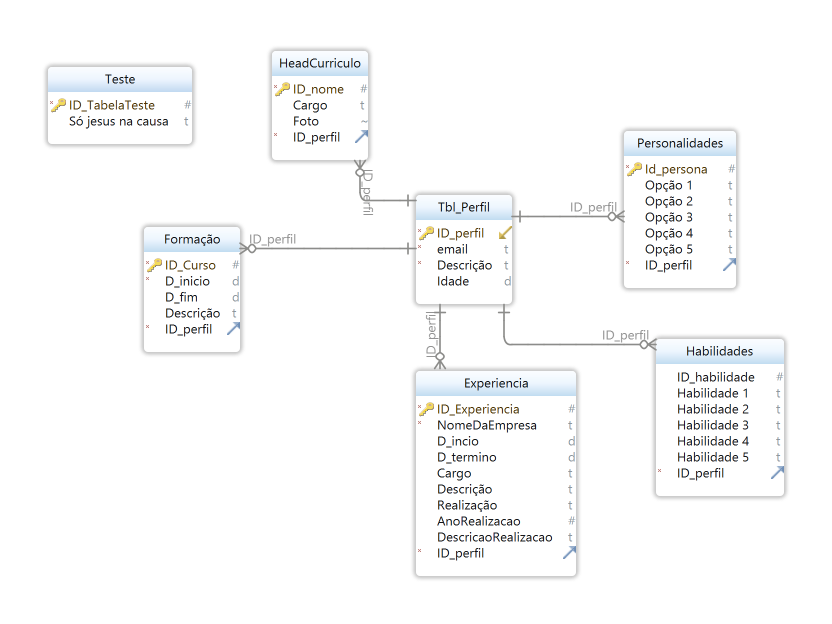 Teste
ID_TabelaTeste #
Só jesus na causa t
HeadCurriculo
ID_nome #
Cargo t
Foto ~
ID_perfil
ID_perfil
Personalidades
Id_persona #
Opção 1 t
Opção 2 t
Opção 3 t
Opção 4 t
Opção 5 t
ID_perfil
ID_perfil
Tbl_Perfil
ID_perfil
email t
Descrição t
Idade d
Formação
ID_Curso #
D_inicio d
D_fim d
Descrição t
ID_perfil
ID_perfil
ID_perfil
ID_perfil
Habilidades
ID_habilidade #
Habilidade 1 t
Habilidade 2 t
Habilidade 3 t
Habilidade 4 t
Habilidade 5 t
ID_perfil
Experiencia
ID_Experiencia #
NomeDaEmpresa t
D_incio d
D_termino d
Cargo t
Descrição t
Realização t
AnoRealizacao #
DescricaoRealizacao t
ID_perfil